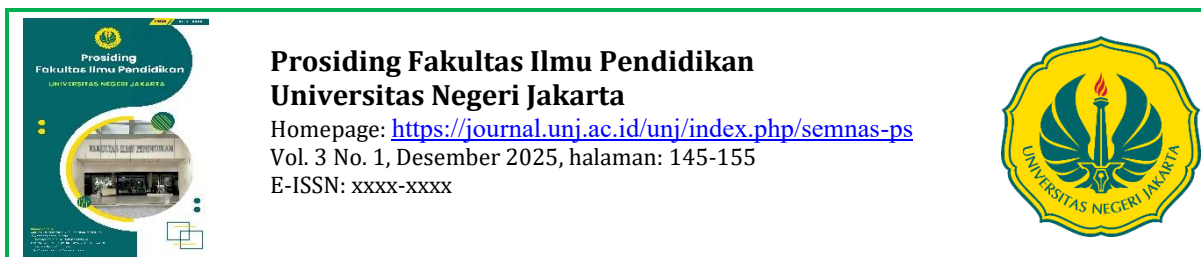 Prosiding
Fakultas Ilmu Pendidikan
UNIVERSITAS NEGERI JAKARTA
FAKULTAS ILMU PENDIDIKAN
Prosiding Fakultas Ilmu Pendidikan
Universitas Negeri Jakarta
Homepage: https://journal.unj.ac.id/unj/index.php/semnas-ps
Vol. 3 No. 1, Desember 2025, halaman: 145-155
E-ISSN: xxxx-xxxx
UNIVERSITAS NEGERI JAKARTA